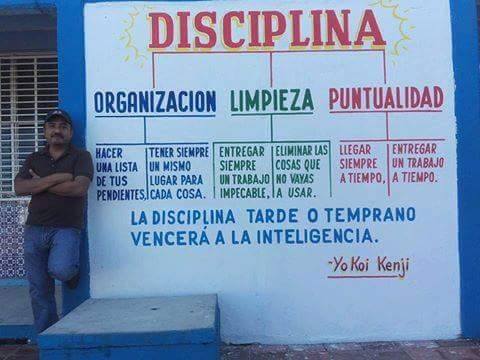 DISCIPLINA
ORGANIZACION LIMPIEZA PUNTUALIDAD
HACER
UNA LISTA
DE TUS
PENDIENTES,
TENER SIEMPRE
UN MISMO
LUGAR PARA
CADA COSA.
ENTREGAR
SIEMPRE
UN TRABAJO
IMPECABLE,
ELIMINAR LAS
COSAS QUE
NO VAYAS
A USAR.
LLEGAR
SIEMPRE
A TIEMPO,
ENTREGAR
UN TRABAJO
A TIEMPO.
LA DISCIPLINA TARDE O TEMPRANO
VENCERÁ A LA INTELIGENCIA.
-Yo Koi Kenji